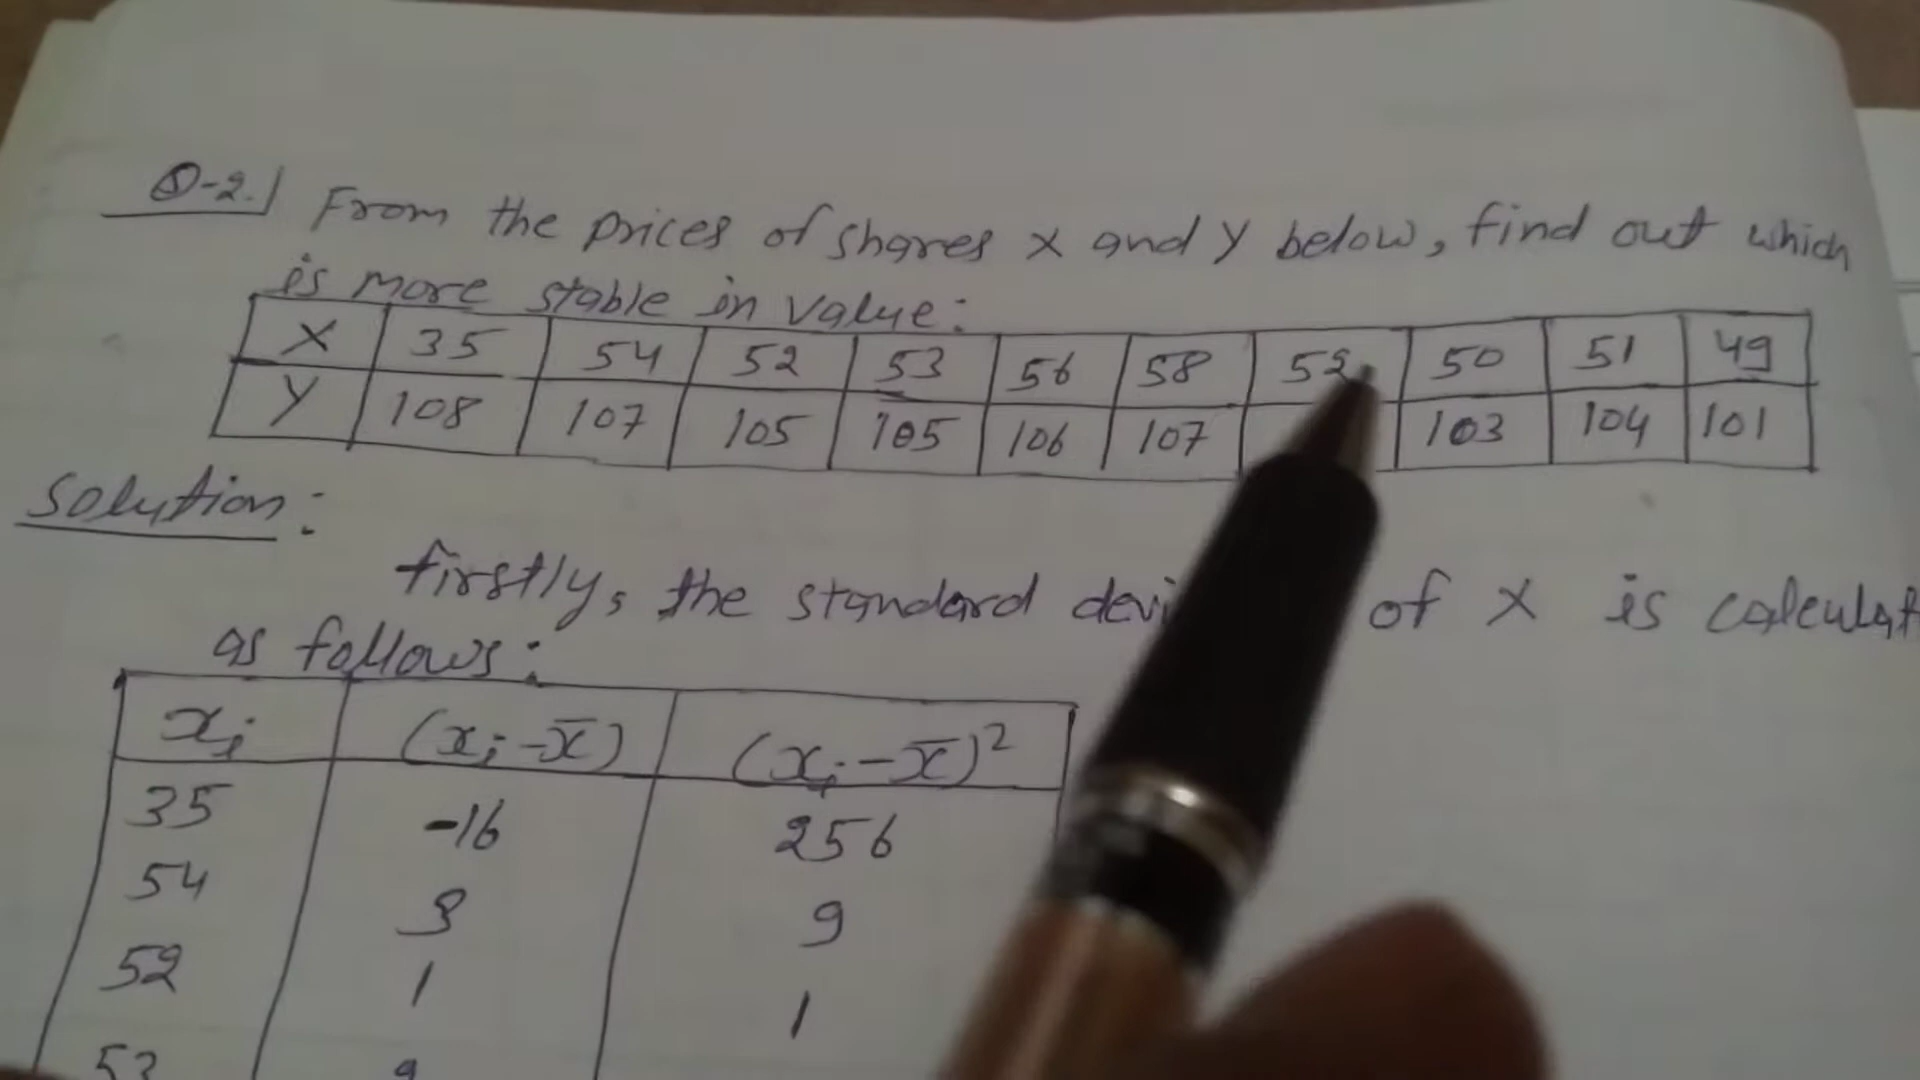 Q-2. From the prices of shares X and Y below, find out which
is more stable in value:
X 35 54 52 53 56 58 52 50 51 49
Y 108 107 105 105 106 107 103 104 101
Solution:
Firstly, the standard of X is
as follows:
xi (xi - x̅) (xi - x̅)²
35 -16 256
54 3 9
52 1 1
53